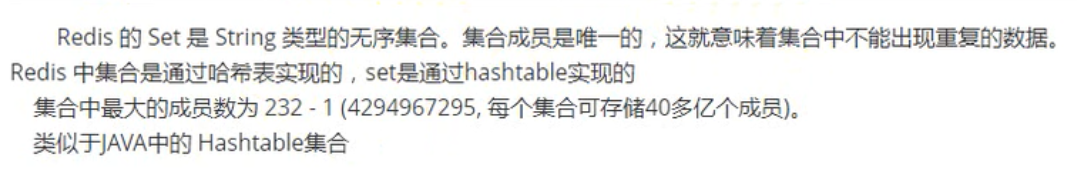 Redis 的 Set 是 String 类型的无序集合。集合成员是唯一的，这就意味着集合中不能出现重复的数据。
Redis 中集合是通过哈希表实现的，set是通过hashtable实现的
集合中最大的成员数为 232 - 1 (4294967295, 每个集合可存储40多亿个成员)。
类似于JAVA中的 Hashtable集合